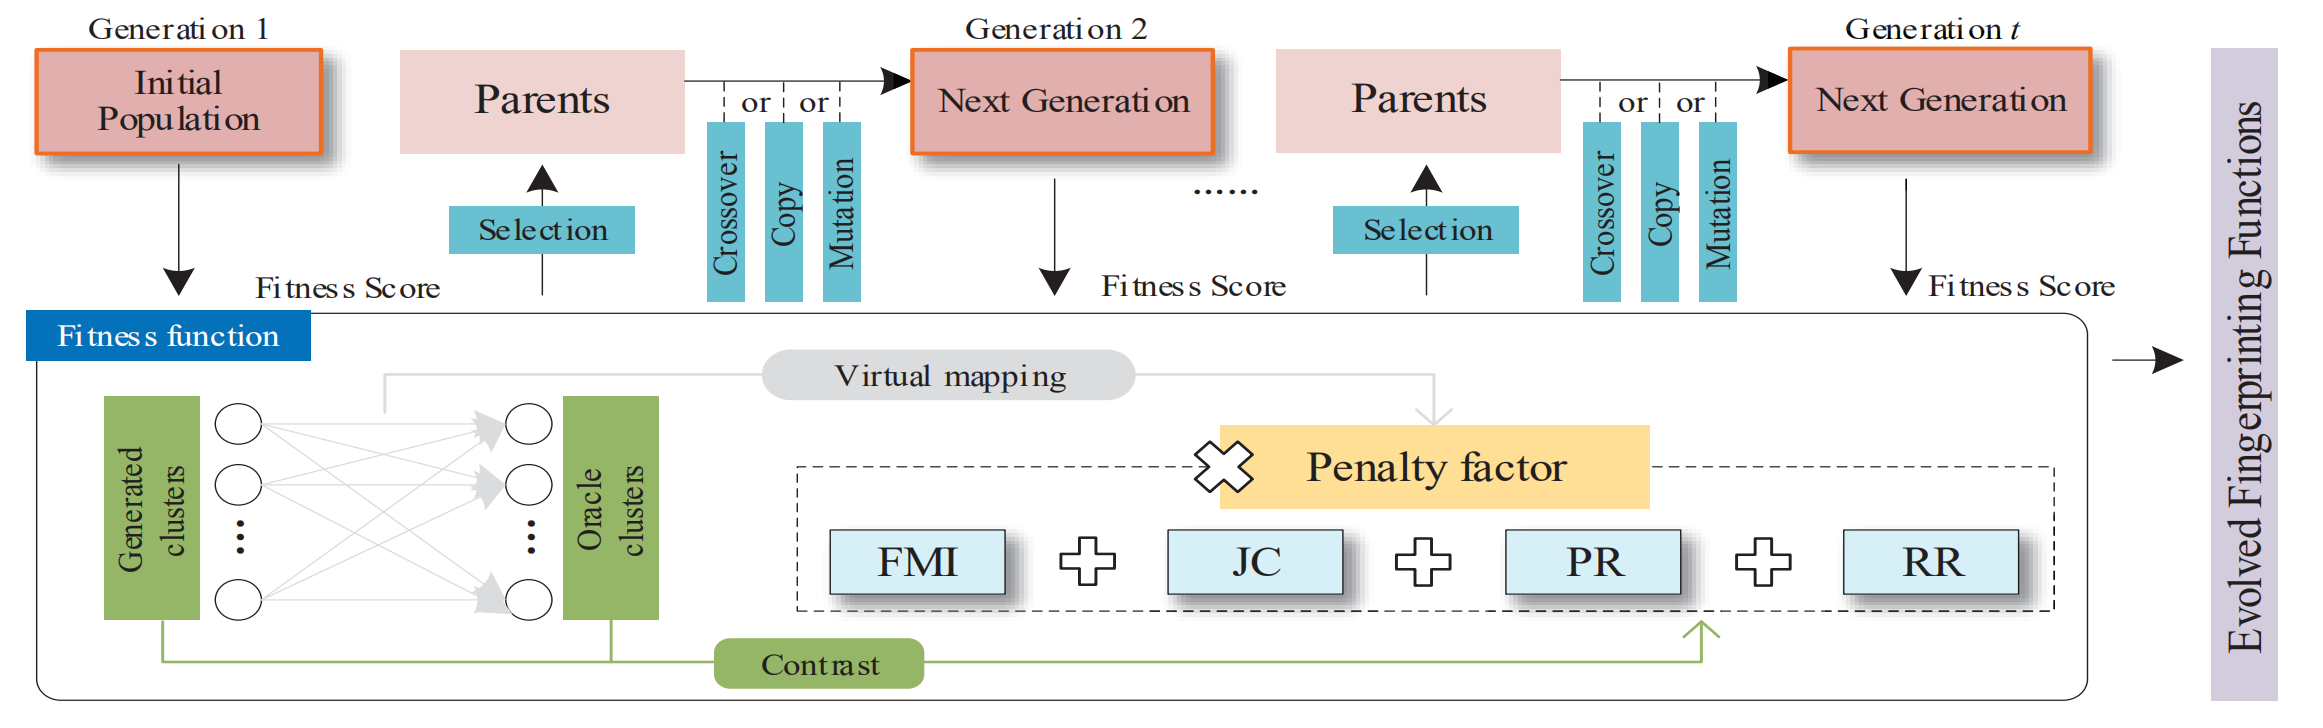 Generation 1
Initial
Population
Parents
or or
Crossover
Copy
Mutation
Selection
Fitness Score
Generation 2
Next Generation
......
Fitness Score
Parents
or or
Crossover
Copy
Mutation
Selection
Generation t
Next Generation
Fitness Score
Fitness function
Virtual mapping
Generated
clusters
...
...
Oracle
clusters
Penalty factor
FMI
JC
PR
RR
Contrast
Evolved Fingerprinting Functions